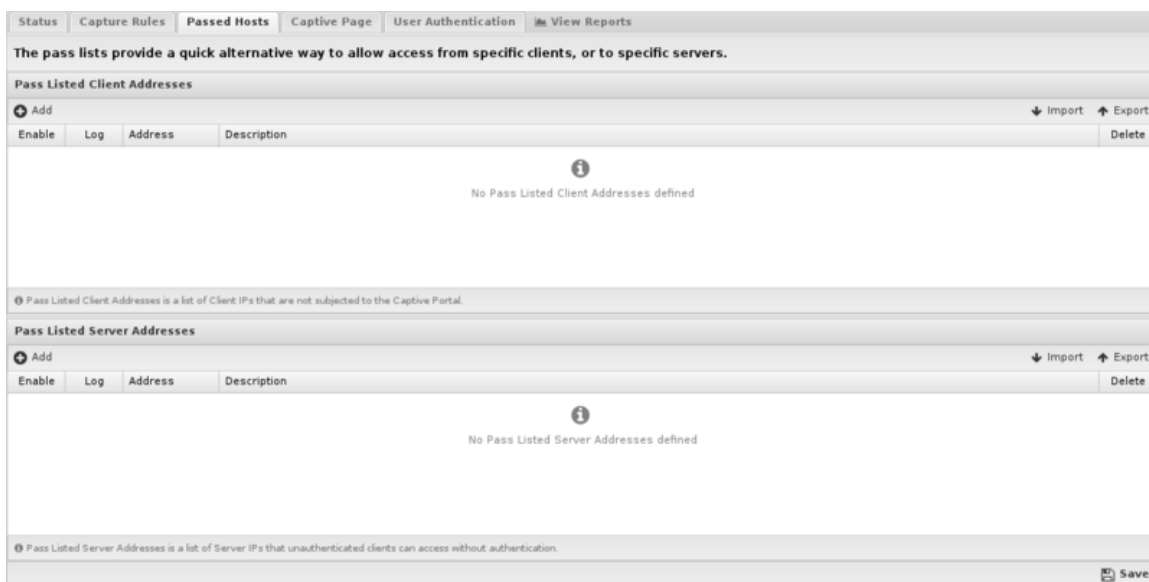 Status Capture Rules Passed Hosts Captive Page User Authentication View Reports
The pass lists provide a quick alternative way to allow access from specific clients, or to specific servers.
Pass Listed Client Addresses
Add Import Export
Enable Log Address Description Delete
No Pass Listed Client Addresses defined
Pass Listed Client Addresses is a list of Client IPs that are not subjected to the Captive Portal.
Pass Listed Server Addresses
Add Import Export
Enable Log Address Description Delete
No Pass Listed Server Addresses defined
Pass Listed Server Addresses is a list of Server IPs that unauthenticated clients can access without authentication.
Save